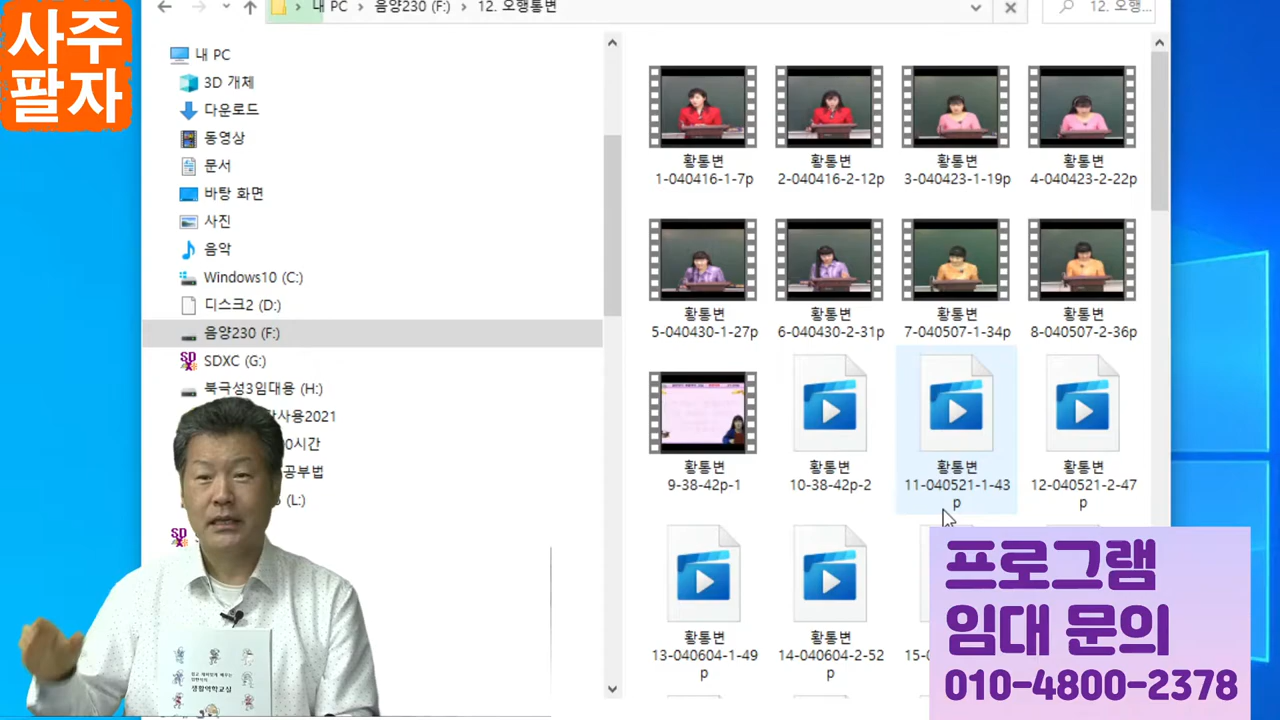 사주
팔자
내 PC > 음양230 (F:) > 12. 오행통변
12. 오행...
내 PC
3D 개체
다운로드
동영상
문서
바탕 화면
사진
음악
Windows10 (C:)
디스크2 (D:)
음양230 (F:)
SDXC (G:)
북극성3임대용 (H:)
사용2021
0시간
공부법
(L:)
황통변
1-040416-1-7p
황통변
2-040416-2-12p
황통변
3-040423-1-19p
황통변
4-040423-2-22p
황통변
5-040430-1-27p
황통변
6-040430-2-31p
황통변
7-040507-1-34p
황통변
8-040507-2-36p
황통변
9-38-42p-1
황통변
10-38-42p-2
황통변
11-040521-1-43
p
황통변
12-040521-2-47
p
황통변
13-040604-1-49
p
황통변
14-040604-2-52
p
15-0
생활역학교실
프로그램
임대 문의
010-4800-2378